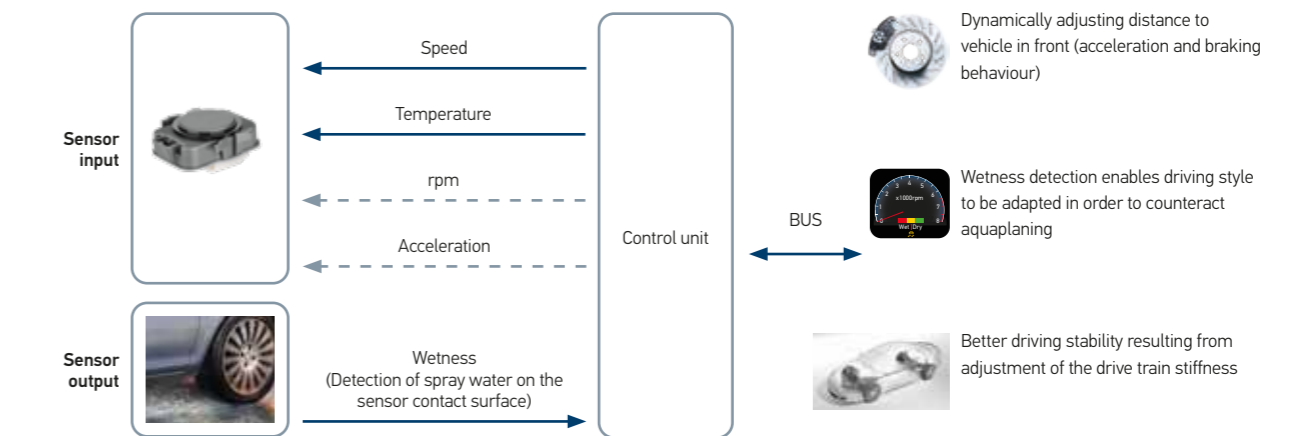 Sensor
input
Speed
Temperature
rpm
Acceleration
Sensor
output
Wetness
(Detection of spray water on the
sensor contact surface)
Control unit
BUS
Dynamically adjusting distance to
vehicle in front (acceleration and braking
behaviour)
x1000rpm
Wet Dry
Wetness detection enables driving style
to be adapted in order to counteract
aquaplaning
Better driving stability resulting from
adjustment of the drive train stiffness